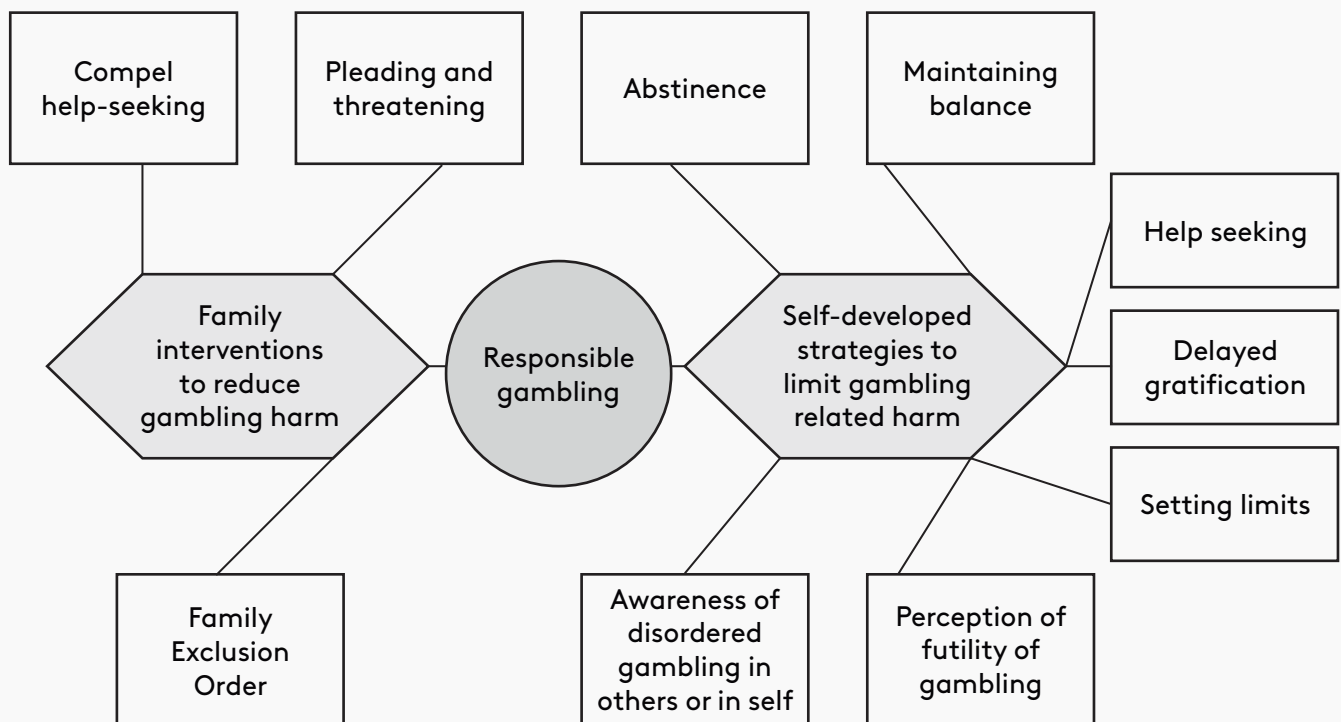 Compel
help-seeking
Pleading and
threatening
Abstinence
Maintaining
balance
Help seeking
Family
interventions
to reduce
gambling harm
Responsible
gambling
Self-developed
strategies to
limit gambling
related harm
Delayed
gratification
Setting limits
Family
Exclusion
Order
Awareness of
disordered
gambling in
others or in self
Perception of
futility of
gambling